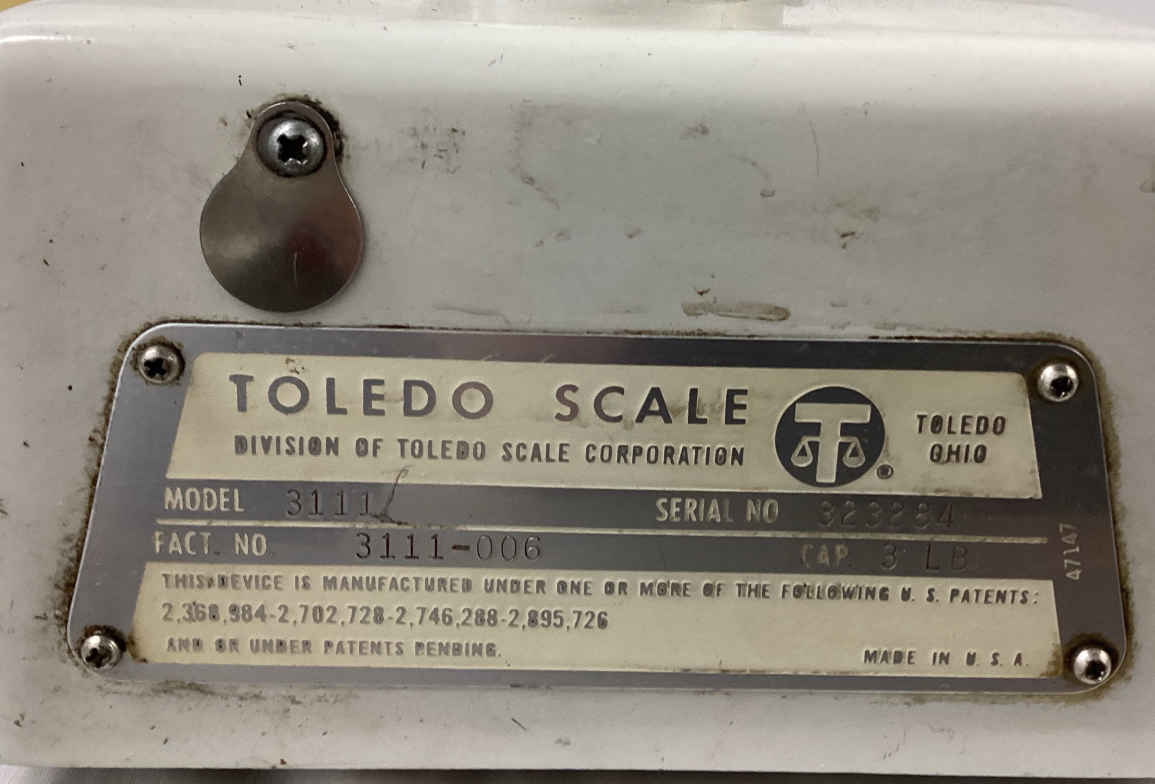 TOLEDO SCALE
DIVISION OF TOLEDO SCALE CORPORATION
T ®
TOLEDO
OHIO
MODEL 3111 SERIAL NO 323284
FACT. NO 3111-006 CAP. 3 LB
47147
THIS DEVICE IS MANUFACTURED UNDER ONE OR MORE OF THE FOLLOWING U. S. PATENTS:
2,368,984-2,702,728-2,746,288-2,895,726
AND OR UNDER PATENTS PENDING.
MADE IN U. S. A.